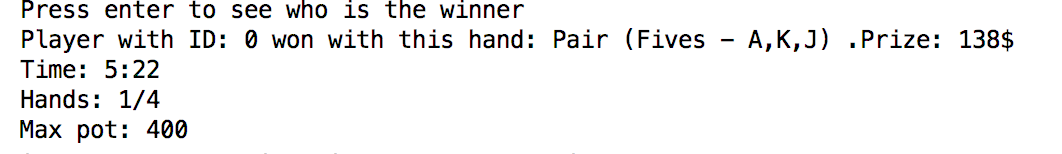 Press enter to see who is the winner
Player with ID: 0 won with this hand: Pair (Fives - A,K,J) .Prize: 138$
Time: 5:22
Hands: 1/4
Max pot: 400